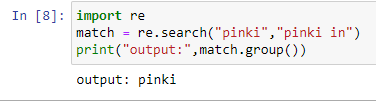 In [8]: import re
match = re.search("pinki","pinki in")
print("output:",match.group())
output: pinki